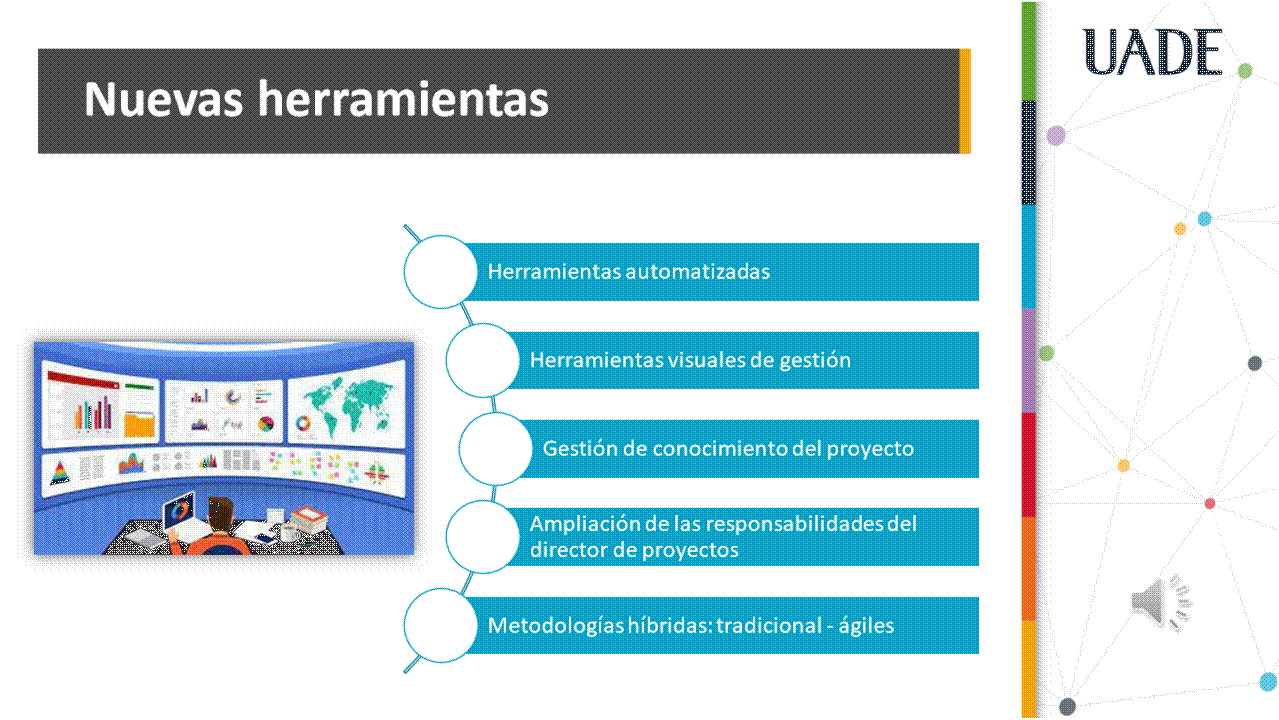 UADE
Nuevas herramientas
Herramientas automatizadas
Herramientas visuales de gestión
Gestión de conocimiento del proyecto
Ampliación de las responsabilidades del
director de proyectos
Metodologías híbridas: tradicional - ágiles